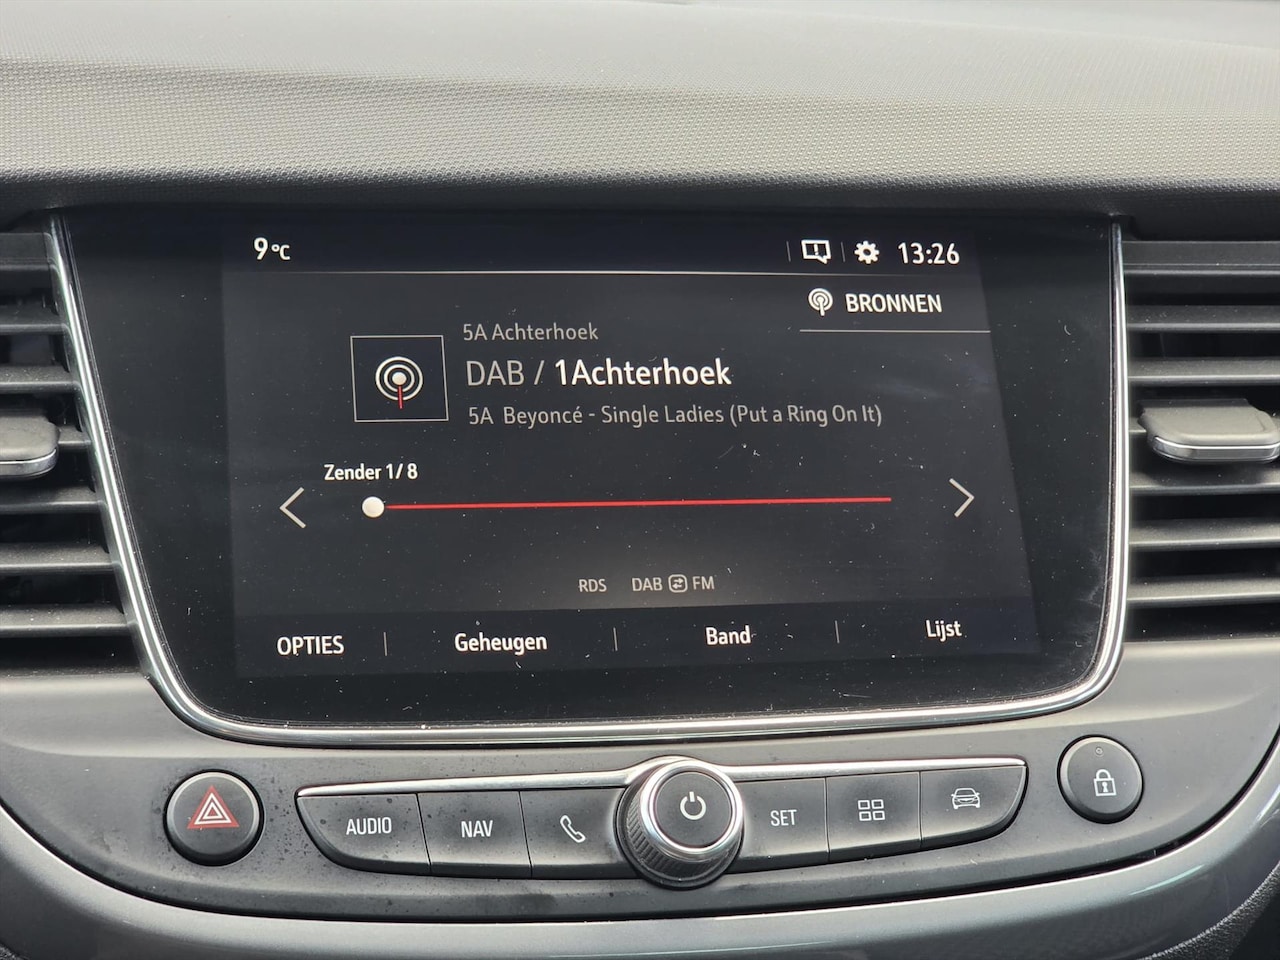 9°C
13:26
BRONNEN
5A Achterhoek
DAB / 1Achterhoek
5A Beyoncé - Single Ladies (Put a Ring On It)
Zender 1/8
RDS DAB FM
OPTIES Geheugen Band Lijst
AUDIO NAV SET